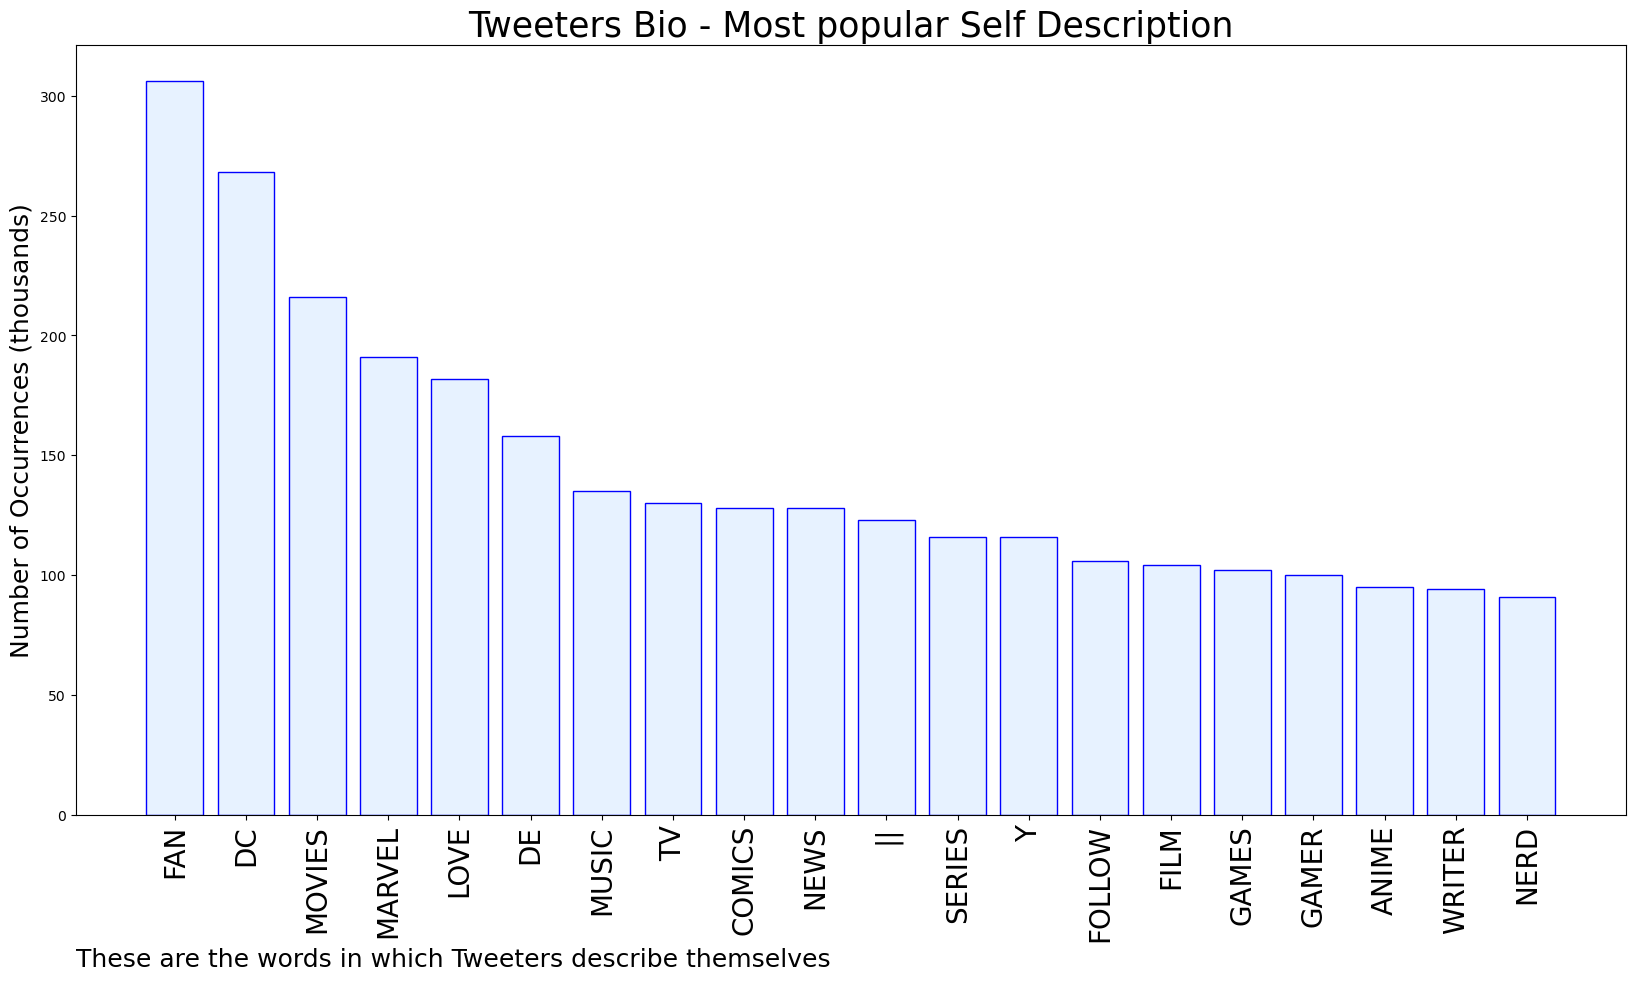 Tweeters Bio - Most popular Self Description
Number of Occurrences (thousands)
300
250
200
150
100
50
0
FAN
DC
MOVIES
MARVEL
LOVE
DE
MUSIC
TV
COMICS
NEWS
||
SERIES
Y
FOLLOW
FILM
GAMES
GAMER
ANIME
WRITER
NERD
These are the words in which Tweeters describe themselves